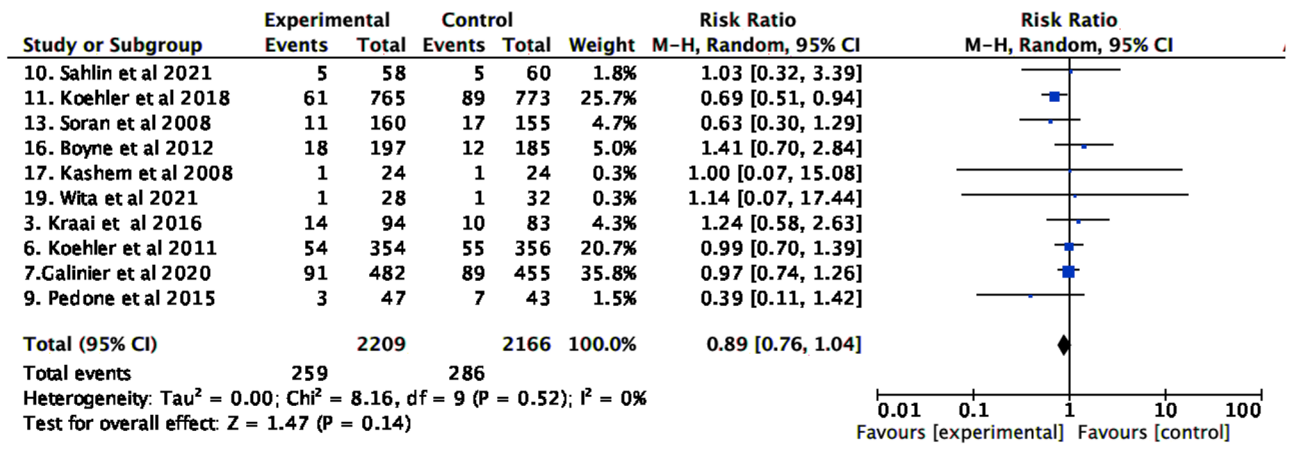 Experimental Control Risk Ratio Risk Ratio
Study or Subgroup Events Total Events Total Weight M-H, Random, 95% CI M-H, Random, 95% CI
10. Sahlin et al 2021 5 58 5 60 1.8% 1.03 [0.32, 3.39]
11. Koehler et al 2018 61 765 89 773 25.7% 0.69 [0.51, 0.94]
13. Soran et al 2008 11 160 17 155 4.7% 0.63 [0.30, 1.29]
16. Boyne et al 2012 18 197 12 185 5.0% 1.41 [0.70, 2.84]
17. Kashem et al 2008 1 24 1 24 0.3% 1.00 [0.07, 15.08]
19. Wita et al 2021 1 28 1 32 0.3% 1.14 [0.07, 17.44]
3. Kraai et al 2016 14 94 10 83 4.3% 1.24 [0.58, 2.63]
6. Koehler et al 2011 54 354 55 356 20.7% 0.99 [0.70, 1.39]
7.Galinier et al 2020 91 482 89 455 35.8% 0.97 [0.74, 1.26]
9. Pedone et al 2015 3 47 7 43 1.5% 0.39 [0.11, 1.42]
Total (95% CI) 2209 2166 100.0% 0.89 [0.76, 1.04]
Total events 259 286
Heterogeneity: Tau² = 0.00; Chi² = 8.16, df = 9 (P = 0.52); I² = 0%
Test for overall effect: Z = 1.47 (P = 0.14)
0.01 0.1 1 10 100
Favours [experimental] Favours [control]